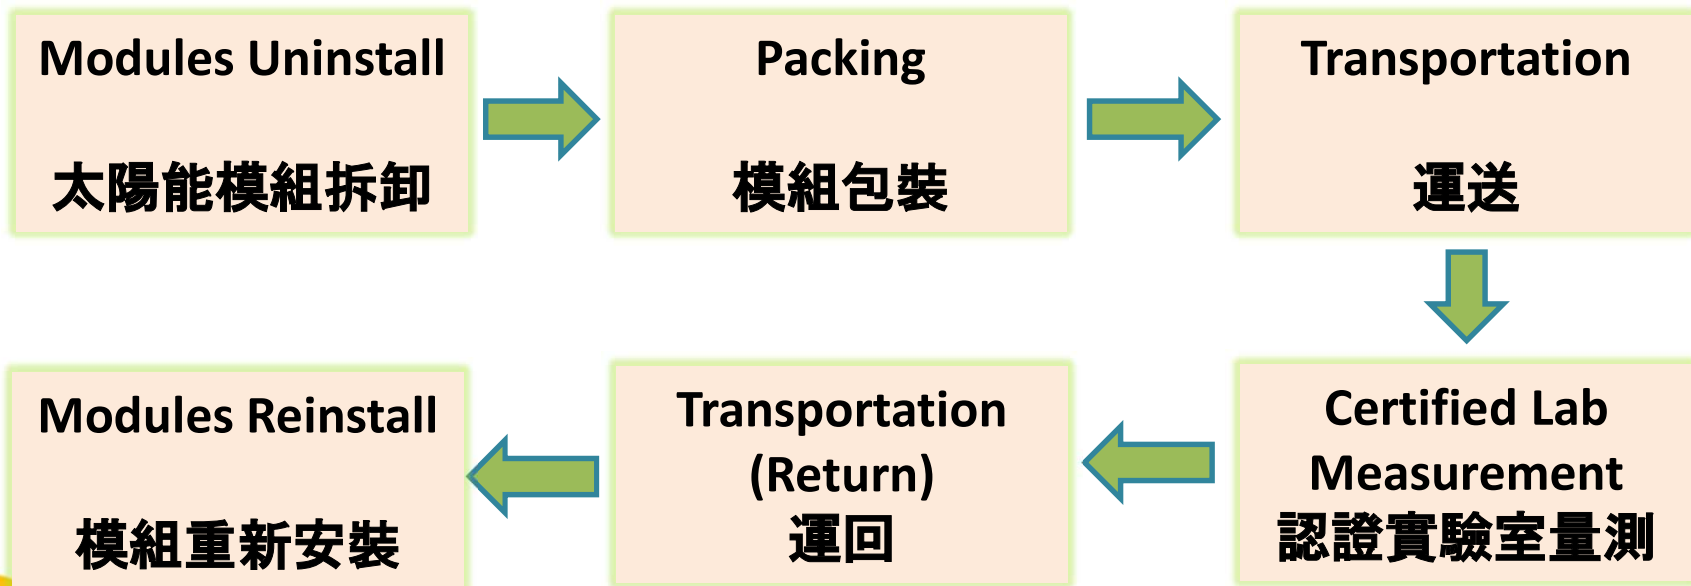 Modules Uninstall
太陽能模組拆卸
Packing
模組包裝
Transportation
運送
Certified Lab
Measurement
認證實驗室量測
Transportation
(Return)
運回
Modules Reinstall
模組重新安裝